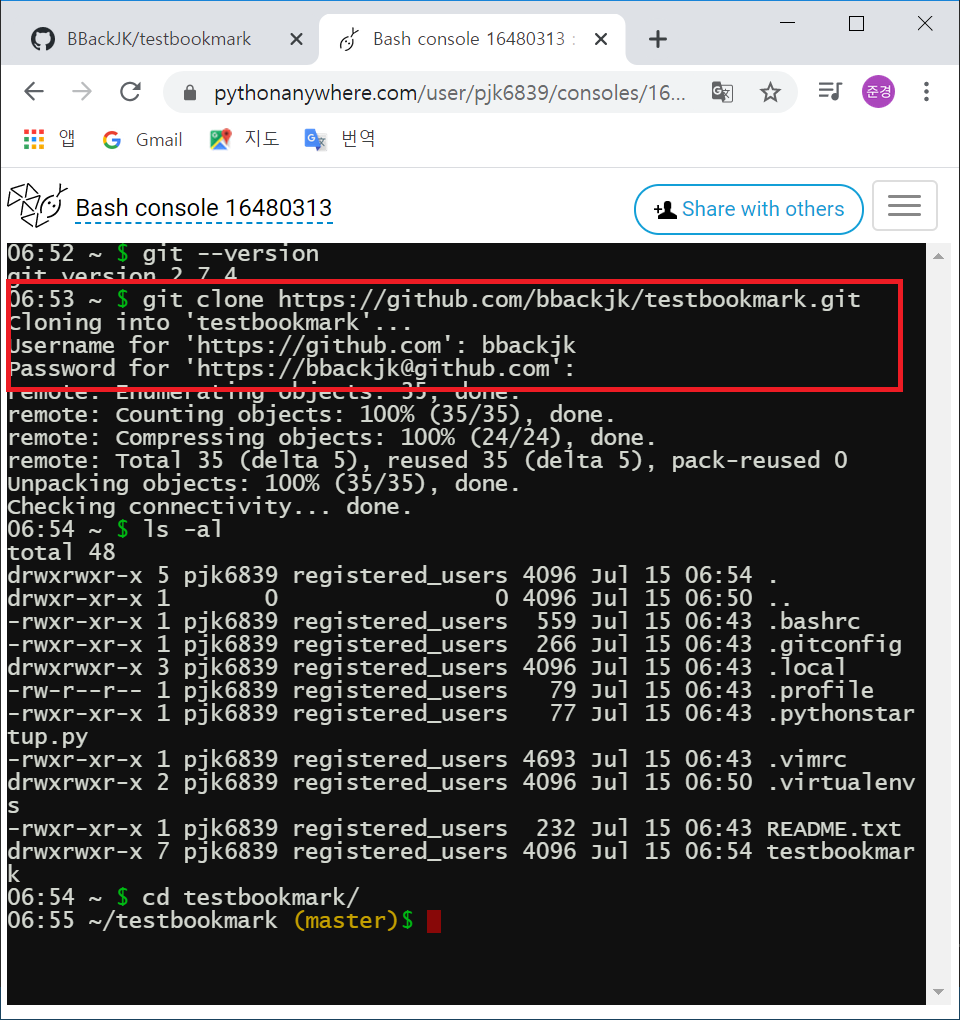 BBackJK/testbookmark
Bash console 16480313 :
pythonanywhere.com/user/pjk6839/consoles/16...
준경
앱
Gmail
지도
번역
Bash console 16480313
Share with others
06:52 ~ $ git --version
git version 2.7.4
06:53 ~ $ git clone https://github.com/bbackjk/testbookmark.git
Cloning into 'testbookmark'...
Username for 'https://github.com': bbackjk
Password for 'https://bbackjk@github.com':
remote: Enumerating objects: 35, done.
remote: Counting objects: 100% (35/35), done.
remote: Compressing objects: 100% (24/24), done.
remote: Total 35 (delta 5), reused 35 (delta 5), pack-reused 0
Unpacking objects: 100% (35/35), done.
Checking connectivity... done.
06:54 ~ $ ls -al
total 48
drwxrwxr-x 5 pjk6839 registered_users 4096 Jul 15 06:54 .
drwxr-xr-x 1       0                0 4096 Jul 15 06:50 ..
-rwxr-xr-x 1 pjk6839 registered_users  559 Jul 15 06:43 .bashrc
-rwxr-xr-x 1 pjk6839 registered_users  266 Jul 15 06:43 .gitconfig
drwxrwxr-x 3 pjk6839 registered_users 4096 Jul 15 06:43 .local
-rw-r--r-- 1 pjk6839 registered_users   79 Jul 15 06:43 .profile
-rwxr-xr-x 1 pjk6839 registered_users   77 Jul 15 06:43 .pythonstar
tup.py
-rwxr-xr-x 1 pjk6839 registered_users 4693 Jul 15 06:43 .vimrc
drwxrwxr-x 2 pjk6839 registered_users 4096 Jul 15 06:50 .virtualenv
s
-rwxr-xr-x 1 pjk6839 registered_users  232 Jul 15 06:43 README.txt
drwxrwxr-x 7 pjk6839 registered_users 4096 Jul 15 06:54 testbookmar
k
06:54 ~ $ cd testbookmark/
06:55 ~/testbookmark (master)$